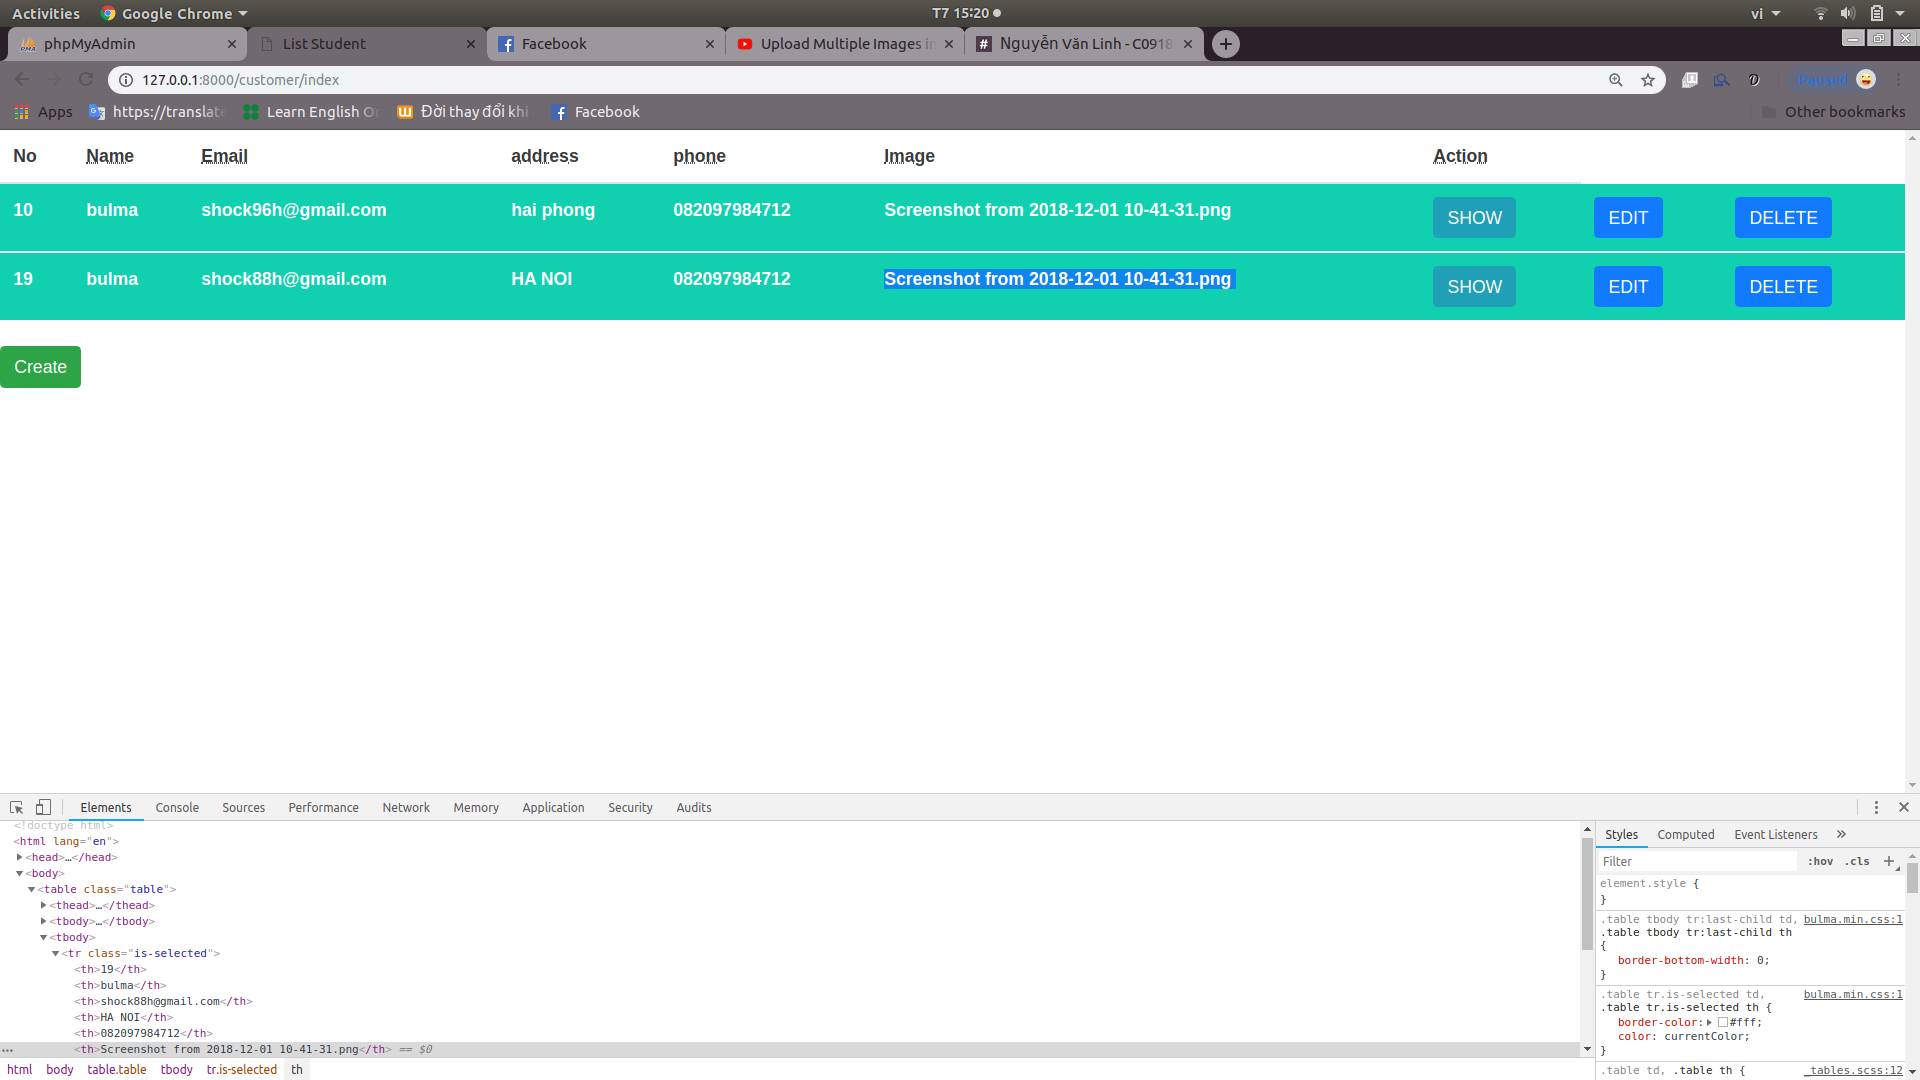 Activities Google Chrome T7 15:20 vi
phpMyAdmin List Student Facebook Upload Multiple Images in Nguyễn Văn Linh - C0918
127.0.0.1:8000/customer/index Paused
Apps https://translate Learn English On Đời thay đổi khi Facebook Other bookmarks
No Name Email address phone Image Action
10 bulma shock96h@gmail.com hai phong 082097984712 Screenshot from 2018-12-01 10-41-31.png SHOW EDIT DELETE
19 bulma shock88h@gmail.com HA NOI 082097984712 Screenshot from 2018-12-01 10-41-31.png SHOW EDIT DELETE
Create
Elements Console Sources Performance Network Memory Application Security Audits
<!doctype html>
<html lang="en">
<head>…</head>
<body>
<table class="table">
<thead>…</thead>
<tbody>…</tbody>
<tbody>
<tr class="is-selected">
<th>19</th>
<th>bulma</th>
<th>shock88h@gmail.com</th>
<th>HA NOI</th>
<th>082097984712</th>
<th>Screenshot from 2018-12-01 10-41-31.png</th> == $0
html body table.table tbody tr.is-selected th
Styles Computed Event Listeners »
Filter :hov .cls +
element.style {
}
.table tbody tr:last-child td, bulma.min.css:1
.table tbody tr:last-child th
{
border-bottom-width: 0;
}
.table tr.is-selected td, bulma.min.css:1
.table tr.is-selected th {
border-color: #fff;
color: currentColor;
}
.table td, .table th { _tables.scss:12